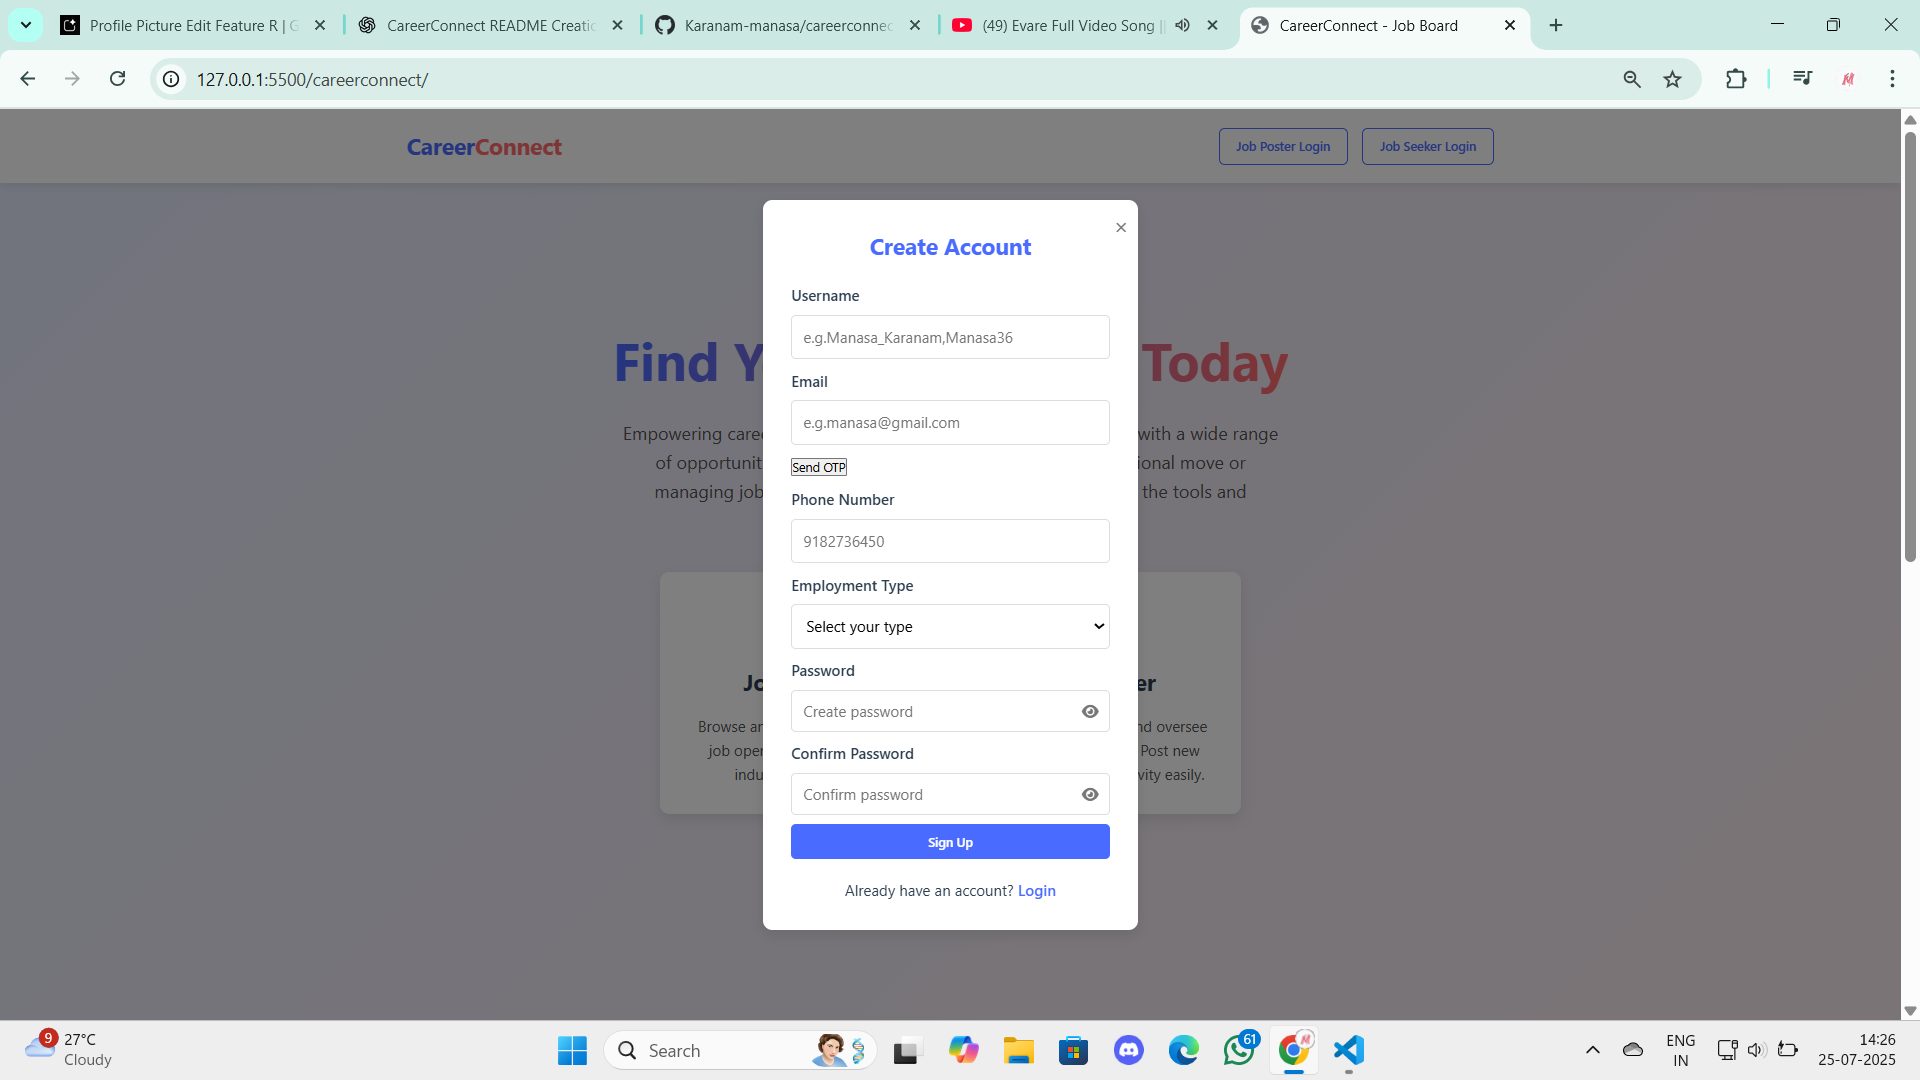 Profile Picture Edit Feature R | G
CareerConnect README Creatio
Karanam-manasa/careerconnec
(49) Evare Full Video Song ||
CareerConnect - Job Board
127.0.0.1:5500/careerconnect/
CareerConnect
Job Poster Login
Job Seeker Login
Create Account
Username
e.g.Manasa_Karanam,Manasa36
Email
e.g.manasa@gmail.com
Send OTP
Phone Number
9182736450
Employment Type
Select your type
Password
Create password
Confirm Password
Confirm password
Sign Up
Already have an account? Login
Find Y Today
Empowering caree with a wide range
of opportuniti ional move or
managing job the tools and
Jo er
Browse an nd oversee
job open Post new
indu vity easily.
9
27°C
Cloudy
Search
61
ENG
IN
14:26
25-07-2025